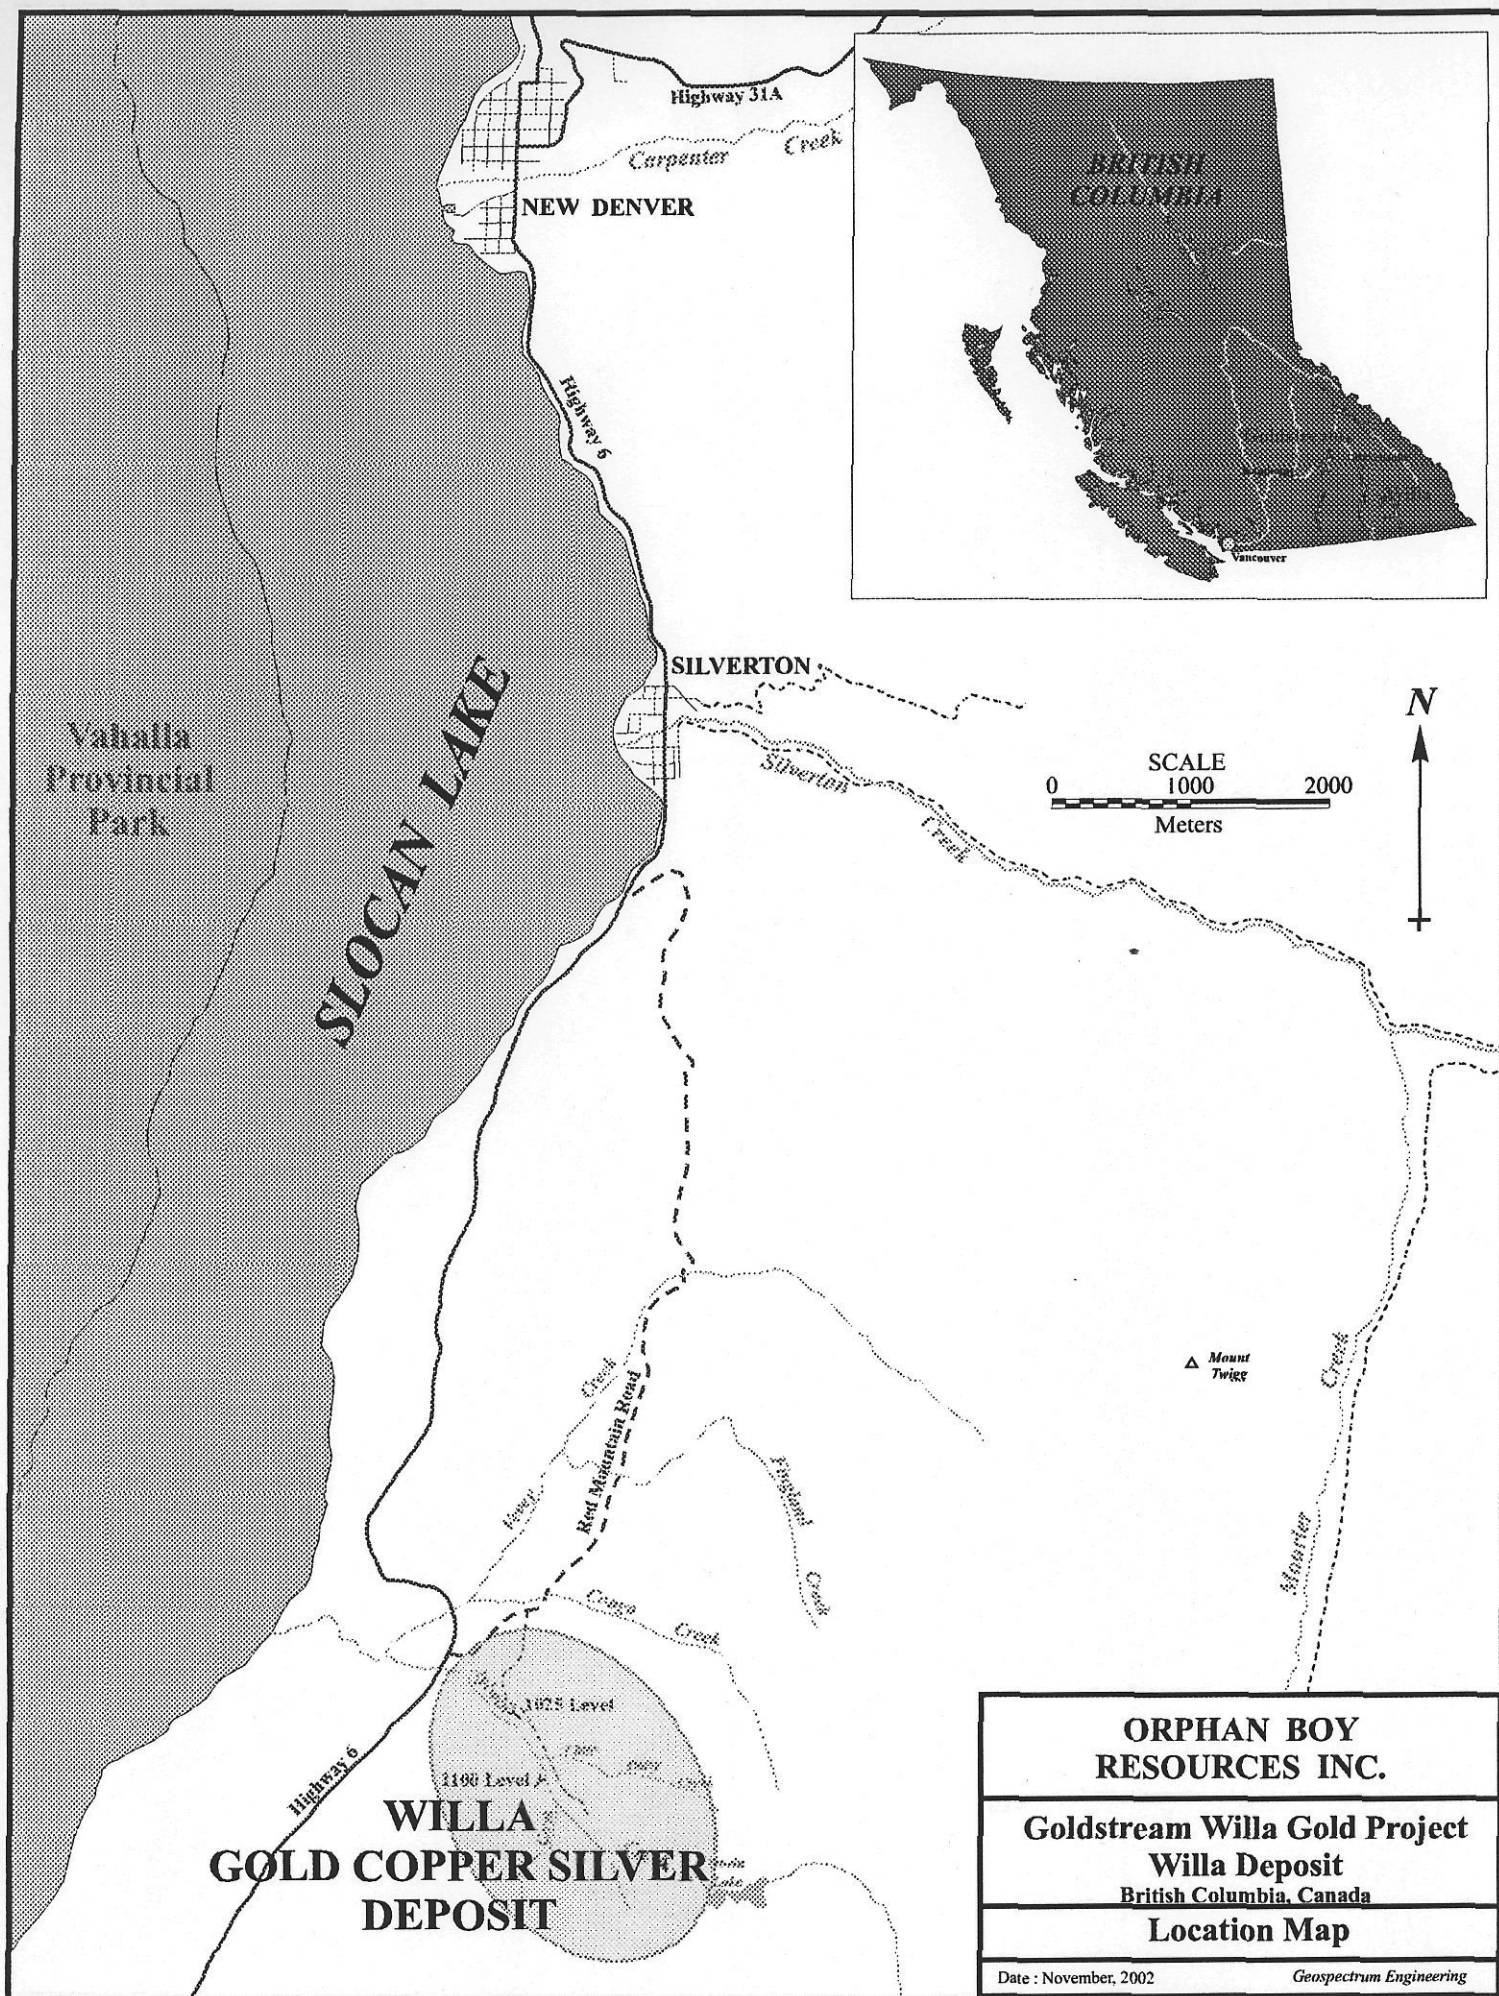 Highway 31A
Carpenter Creek
NEW DENVER
BRITISH
COLUMBIA
Vancouver
Highway 6
SILVERTON
Vahalla
Provincial
Park
SLOCAN LAKE
Silverton
Creek
N
SCALE
0 1000 2000
Meters
Mount
Twigg
Creek
Red Mountain Road
Fingland
Creek
Creek
Maurier
Creek
1025 Level
1100 Level
Highway 6
WILLA
GOLD COPPER SILVER
DEPOSIT
ORPHAN BOY
RESOURCES INC.
Goldstream Willa Gold Project
Willa Deposit
British Columbia, Canada
Location Map
Date : November, 2002 Geospectrum Engineering